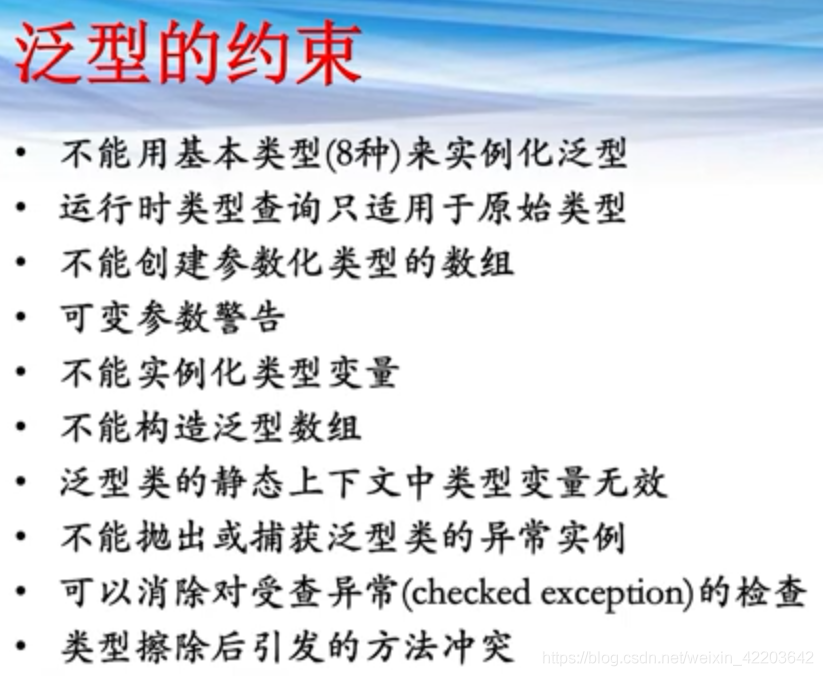 泛型的约束
• 不能用基本类型(8种)来实例化泛型
• 运行时类型查询只适用于原始类型
• 不能创建参数化类型的数组
• 可变参数警告
• 不能实例化类型变量
• 不能构造泛型数组
• 泛型类的静态上下文中类型变量无效
• 不能抛出或捕获泛型类的异常实例
• 可以消除对受查异常(checked exception)的检查
• 类型擦除后引发的方法冲突
https://blog.csdn.net/weixin_42203642